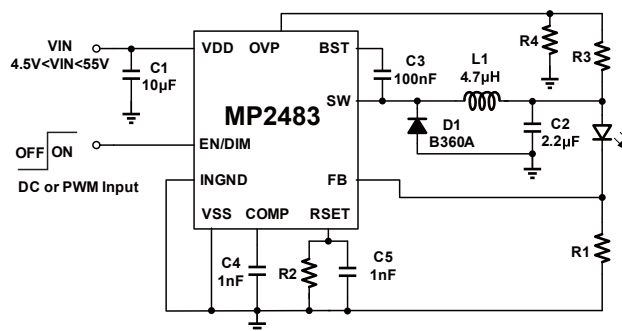 VIN
4.5V<VIN<55V
C1
10µF
VDD
OVP
BST
C3
100nF
L1
4.7µH
R4
R3
MP2483
SW
D1
B360A
C2
2.2µF
OFF
ON
DC or PWM Input
EN/DIM
INGND
FB
VSS
COMP
RSET
C4
1nF
R2
C5
1nF
R1